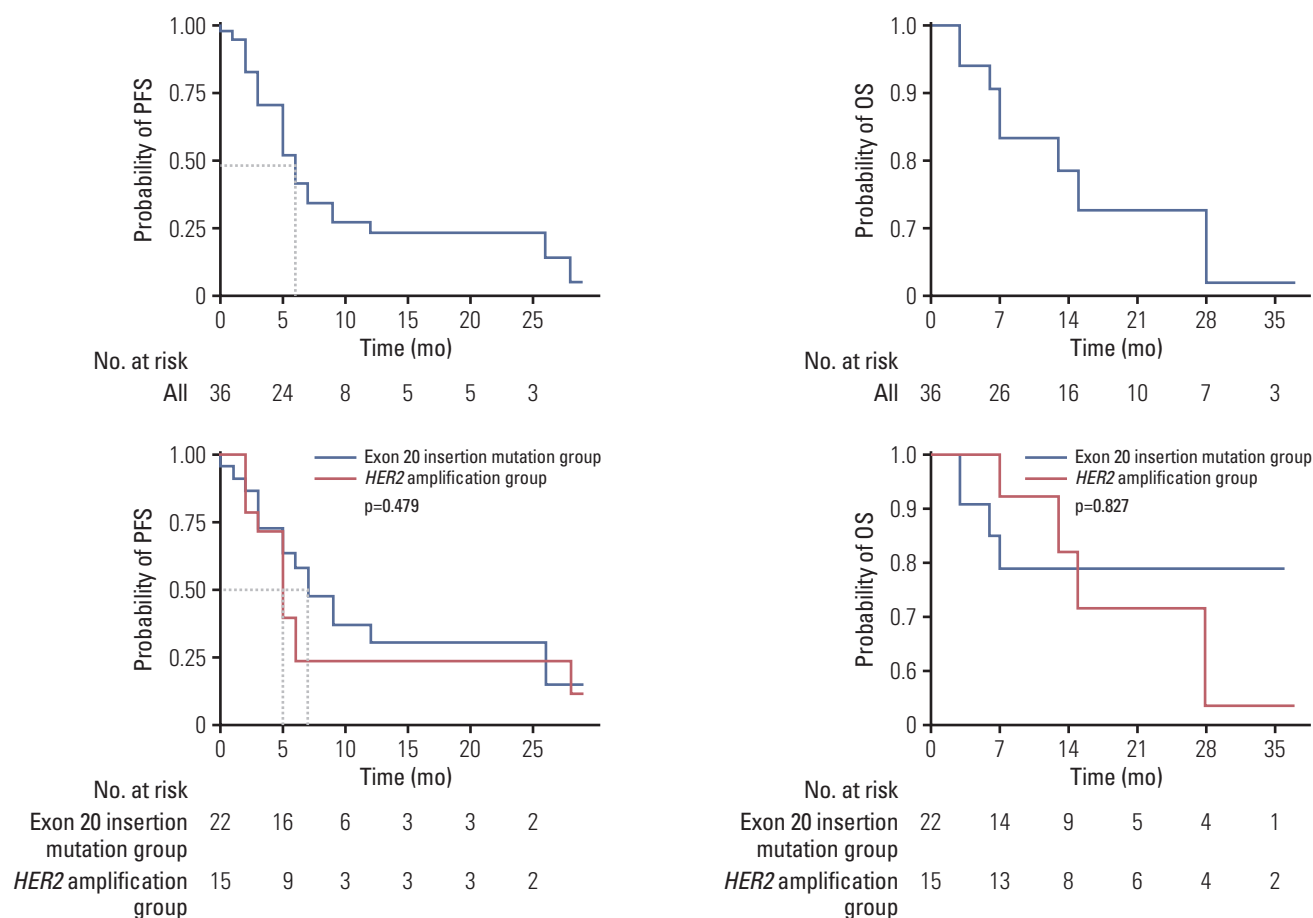 1.00
0.75
0.50
0.25
0
Probability of PFS
0 5 10 15 20 25
Time (mo)
No. at risk
All 36 24 8 5 5 3
1.0
0.9
0.8
0.7
0
Probability of OS
0 7 14 21 28 35
Time (mo)
No. at risk
All 36 26 16 10 7 3
1.00
0.75
0.50
0.25
0
Probability of PFS
Exon 20 insertion mutation group
HER2 amplification group
p=0.479
0 5 10 15 20 25
Time (mo)
No. at risk
Exon 20 insertion 22 16 6 3 3 2
mutation group
HER2 amplification 15 9 3 3 3 2
group
1.0
0.9
0.8
0.7
0.6
0
Probability of OS
Exon 20 insertion mutation group
HER2 amplification group
p=0.827
0 7 14 21 28 35
Time (mo)
No. at risk
Exon 20 insertion 22 14 9 5 4 1
mutation group
HER2 amplification 15 13 8 6 4 2
group